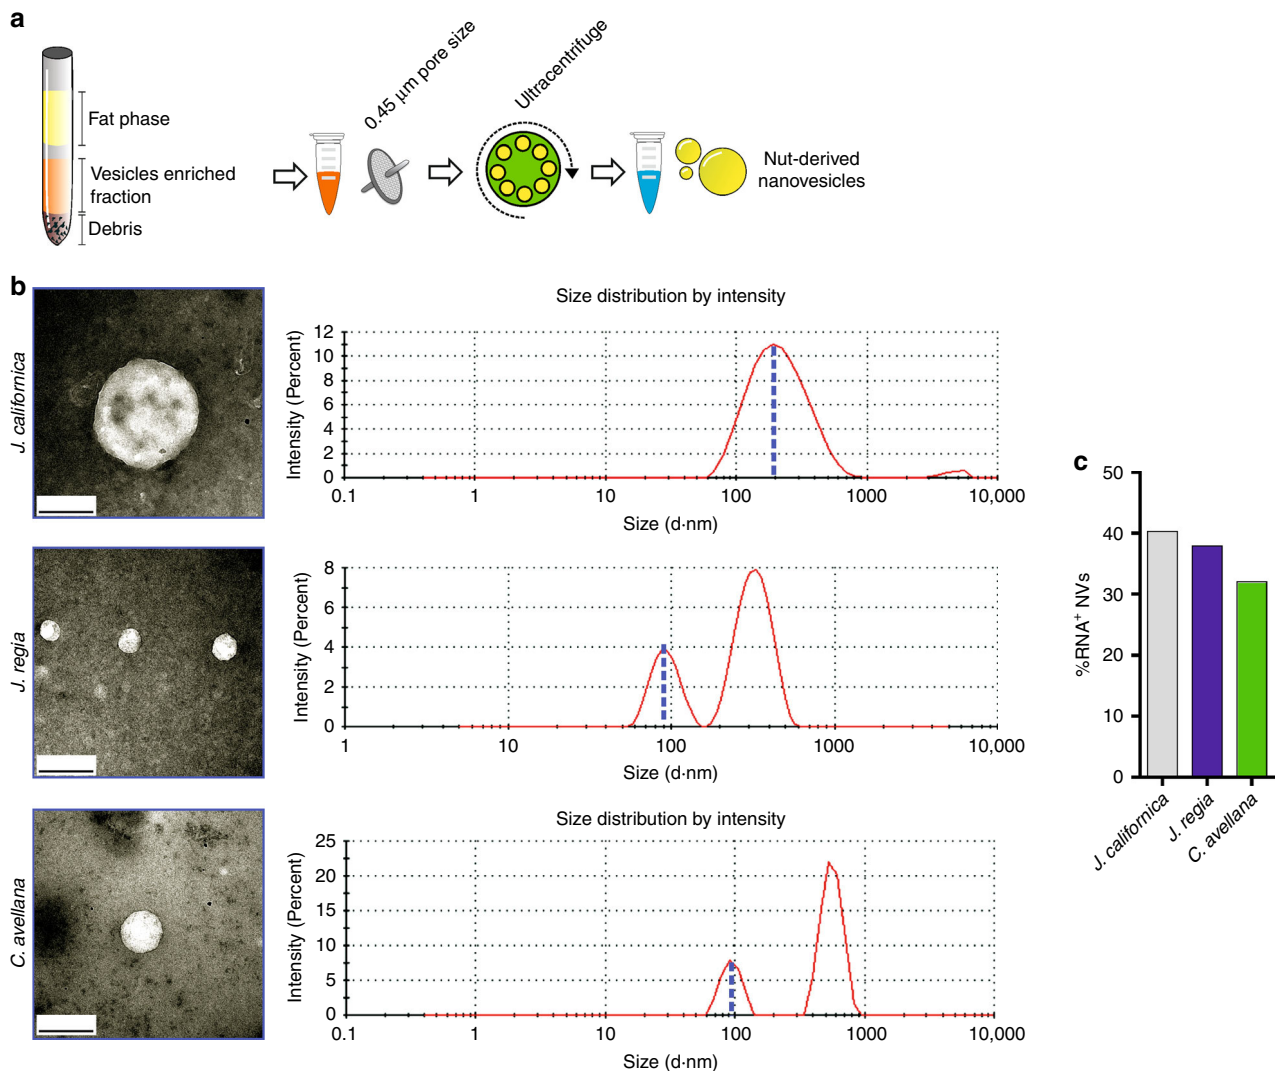 a
Fat phase
Vesicles enriched
fraction
Debris
0.45 μm pore size
Ultracentrifuge
Nut-derived
nanovesicles
b
J. californica
Size distribution by intensity
Intensity (Percent)
12
10
8
6
4
2
0
0.1 1 10 100 1000 10,000
Size (d·nm)
J. regia
Intensity (Percent)
8
6
4
2
0
1 10 100 1000 10,000
Size (d·nm)
C. avellana
Size distribution by intensity
Intensity (Percent)
25
20
15
10
5
0
0.1 1 10 100 1000 10,000
Size (d·nm)
c
%RNA⁺ NVs
50
40
30
20
10
0
J. californica
J. regia
C. avellana